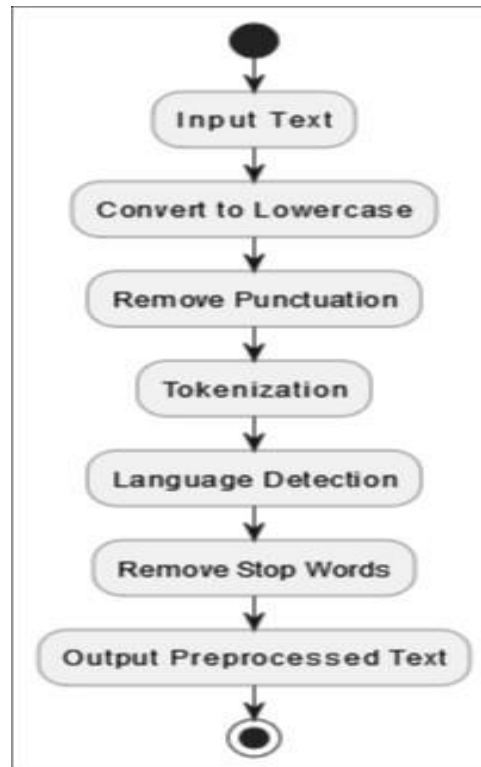 Input Text
Convert to Lowercase
Remove Punctuation
Tokenization
Language Detection
Remove Stop Words
Output Preprocessed Text